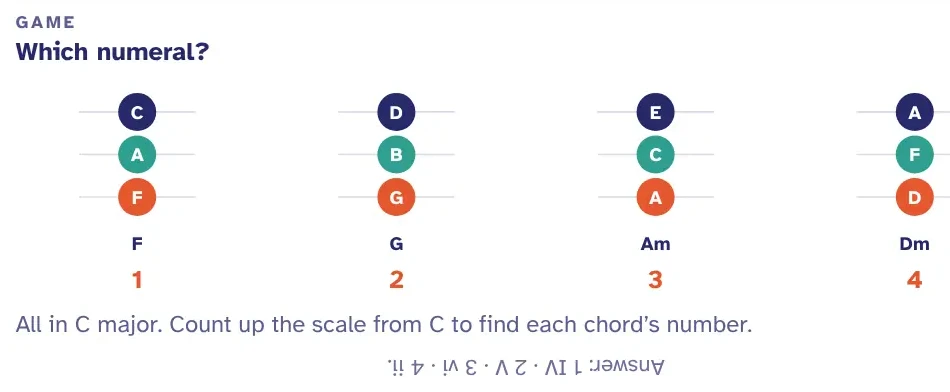 GAME
Which numeral?
C D E A
A B C F
F G A D
F G Am Dm
1 2 3 4
All in C major. Count up the scale from C to find each chord’s number.
Answer: 1 IV · 2 V · 3 vi · 4 ii.